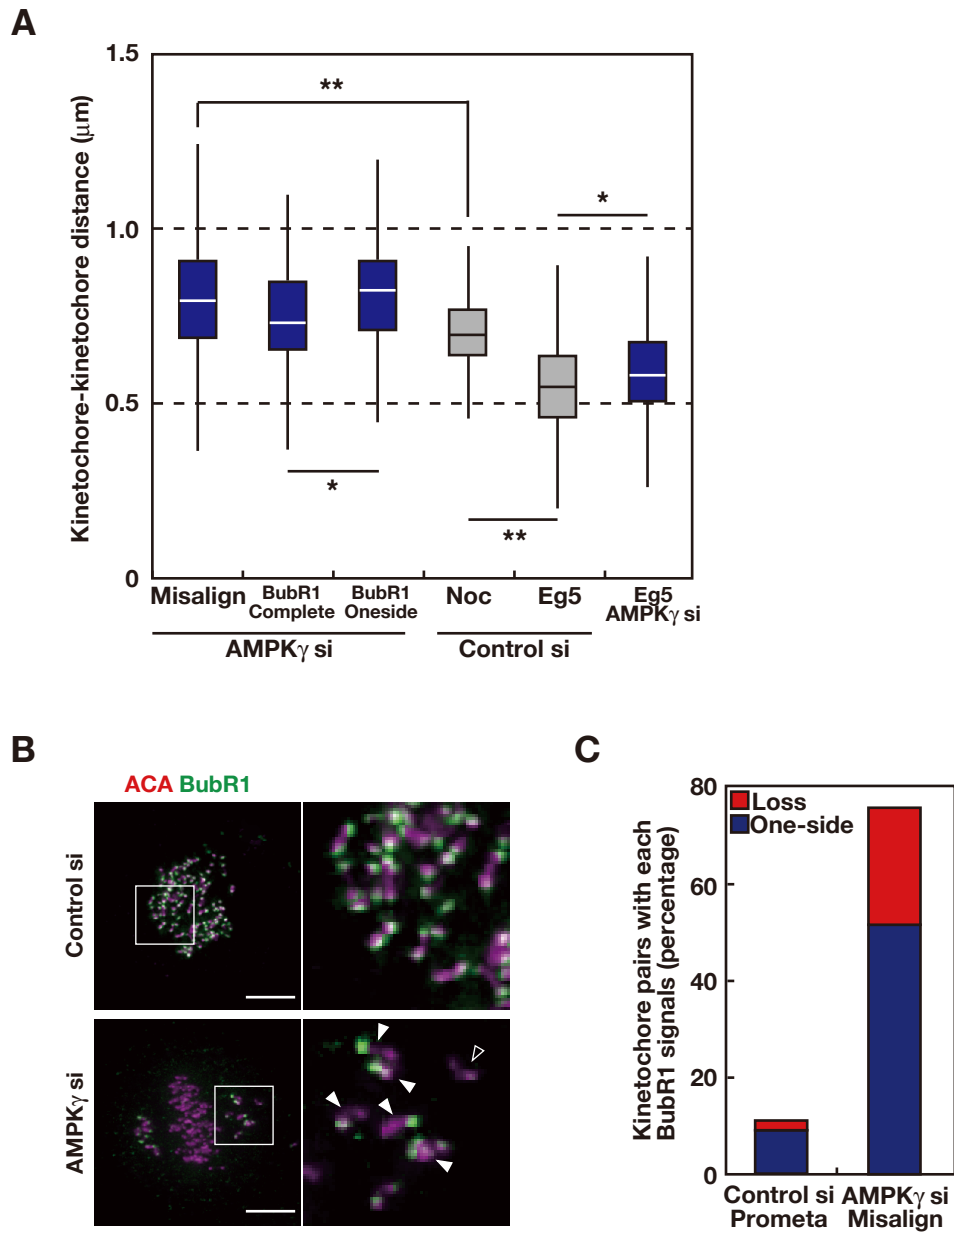 A
Kinetochore-kinetochore distance (μm)
1.5
1.0
0.5
0
**
*
*
**
Misalign
BubR1
Complete
BubR1
Oneside
Noc
Eg5
Eg5
AMPKγ si
AMPKγ si
Control si
B
ACA BubR1
Control si
AMPKγ si
C
Kinetochore pairs with each
BubR1 signals (percentage)
80
60
40
20
0
Loss
One-side
Control si
Prometa
AMPKγ si
Misalign